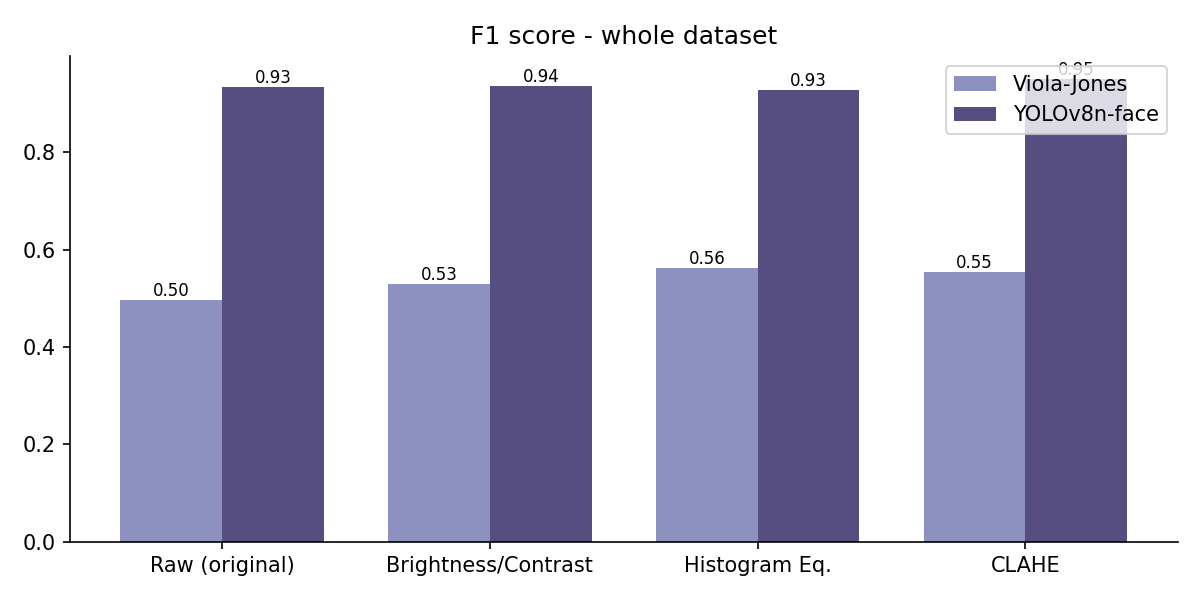 F1 score - whole dataset
0.93
0.94
0.93
0.95
Viola-Jones
YOLOv8n-face
0.8
0.6
0.50
0.53
0.56
0.55
0.4
0.2
0.0
Raw (original)
Brightness/Contrast
Histogram Eq.
CLAHE